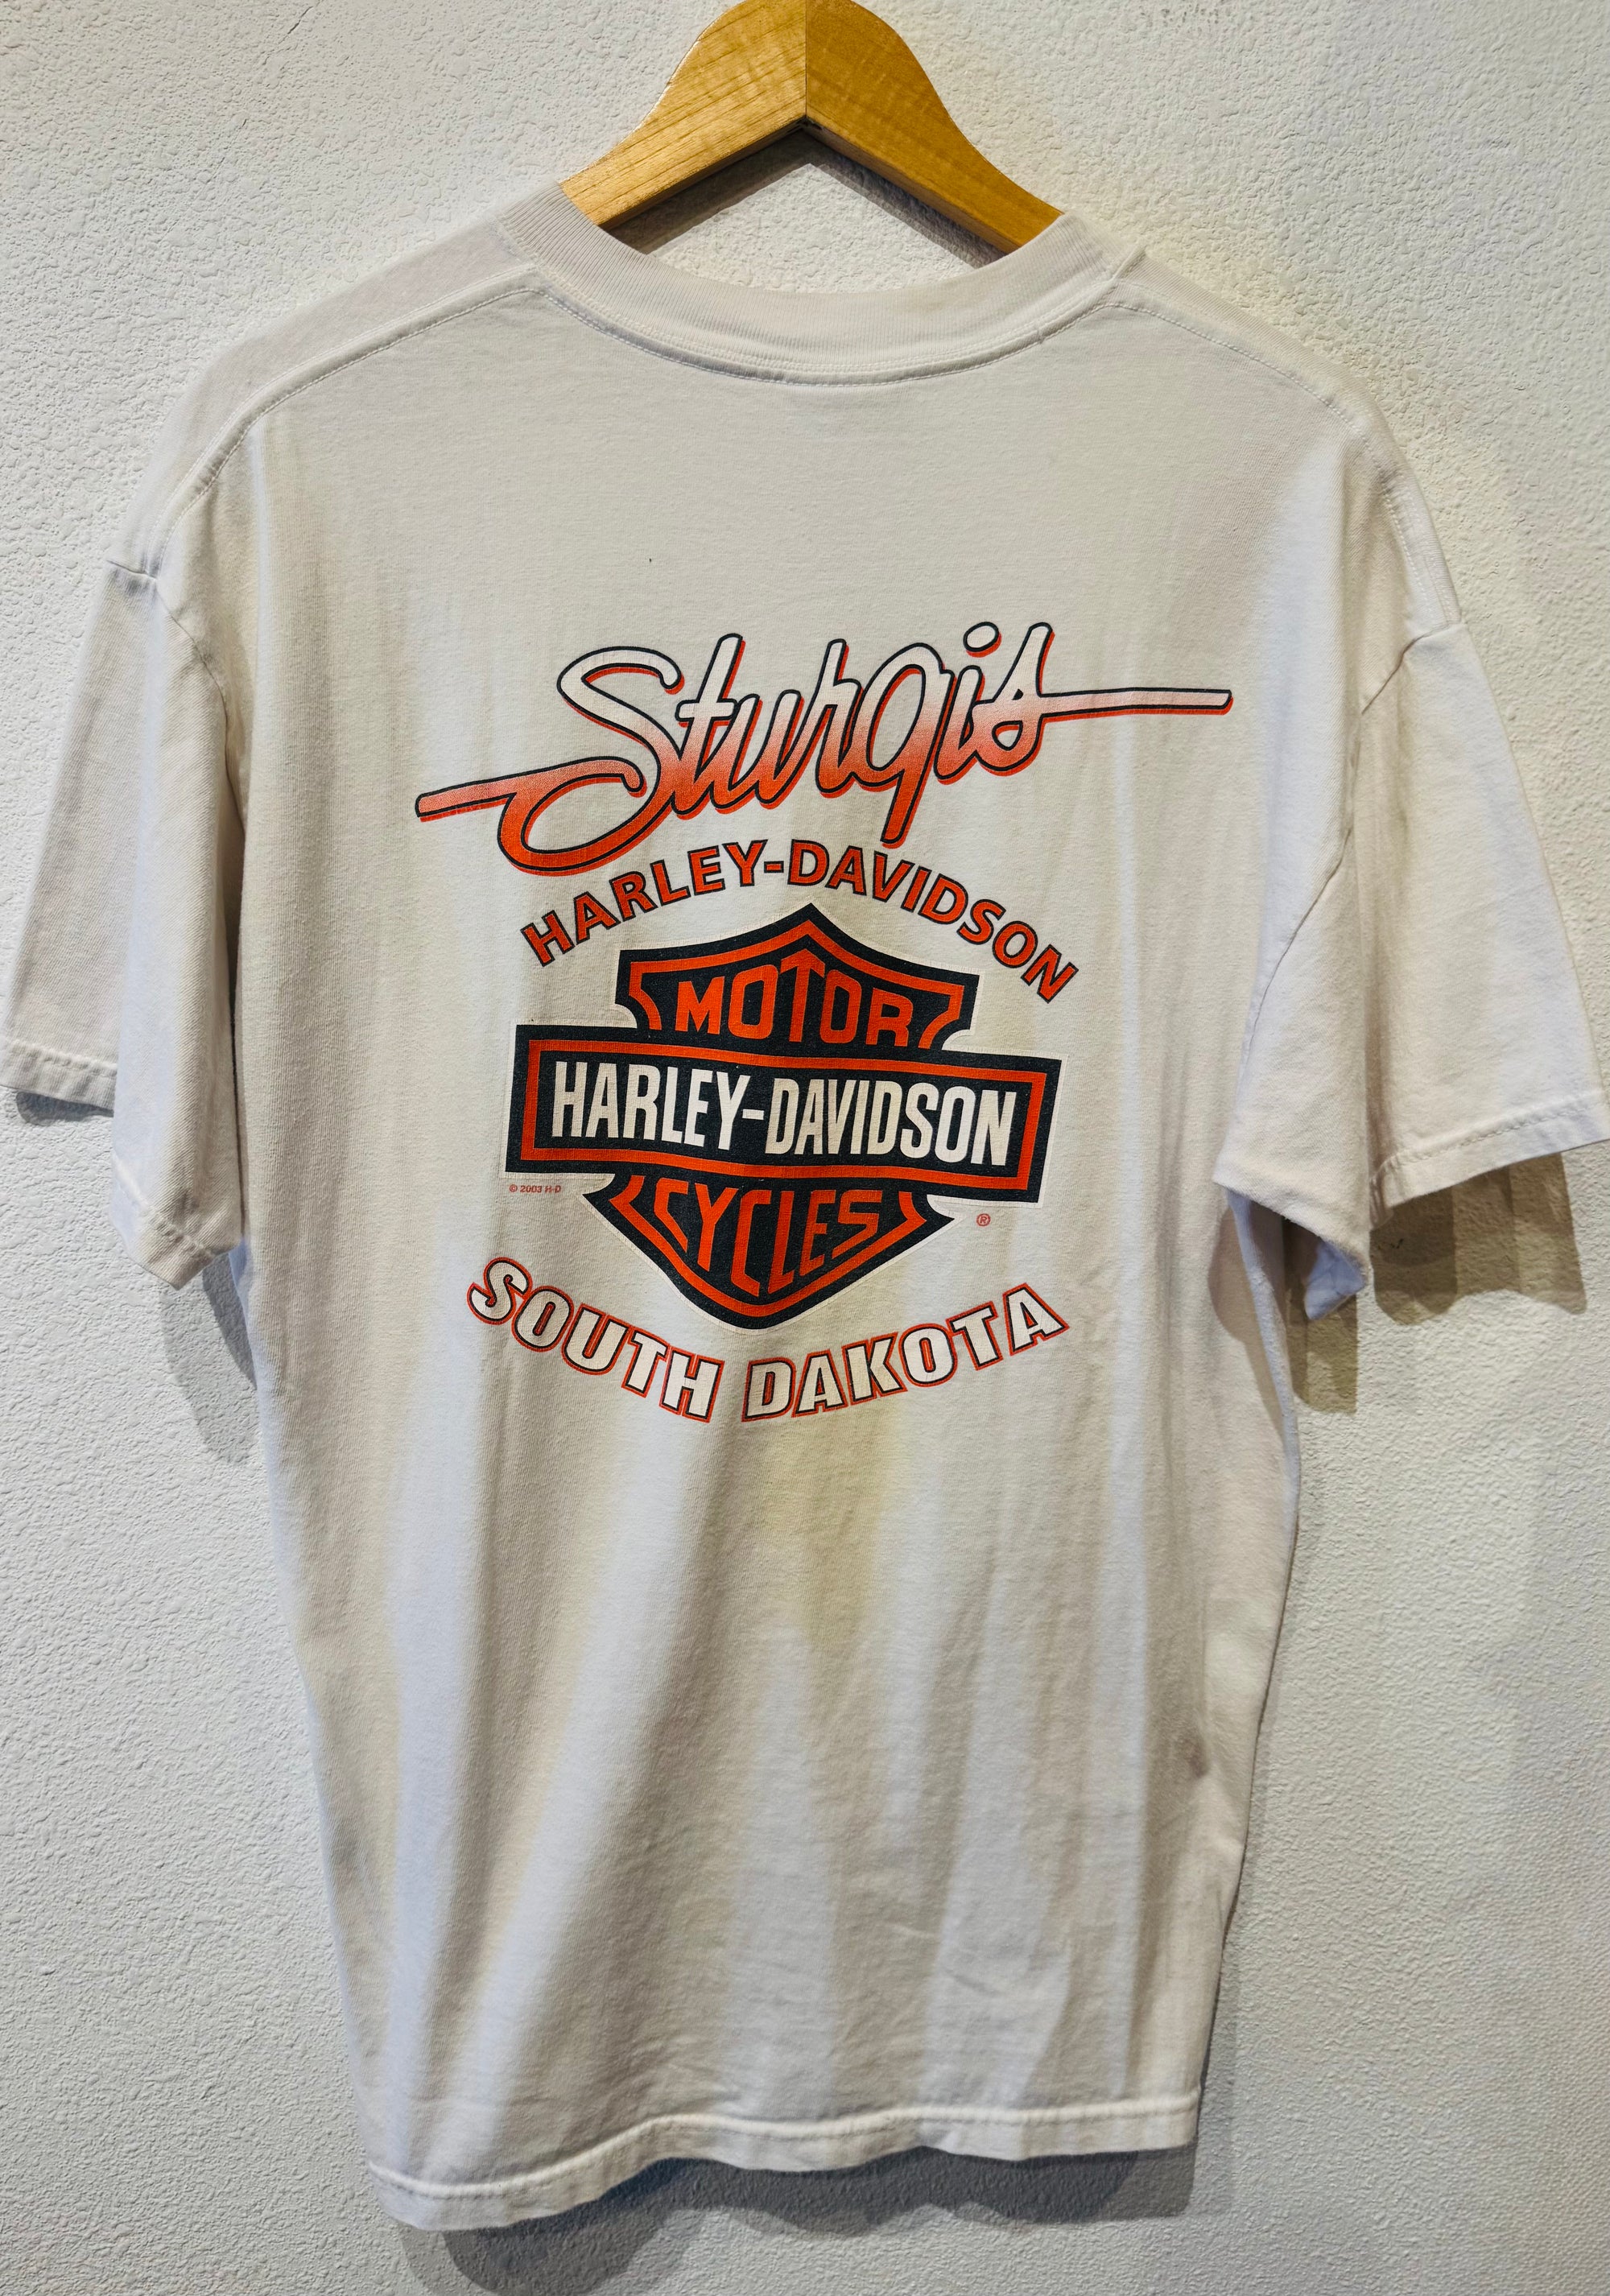 Sturgis
HARLEY-DAVIDSON
MOTOR
HARLEY-DAVIDSON
CYCLES
© 2003 H-D
®
SOUTH DAKOTA